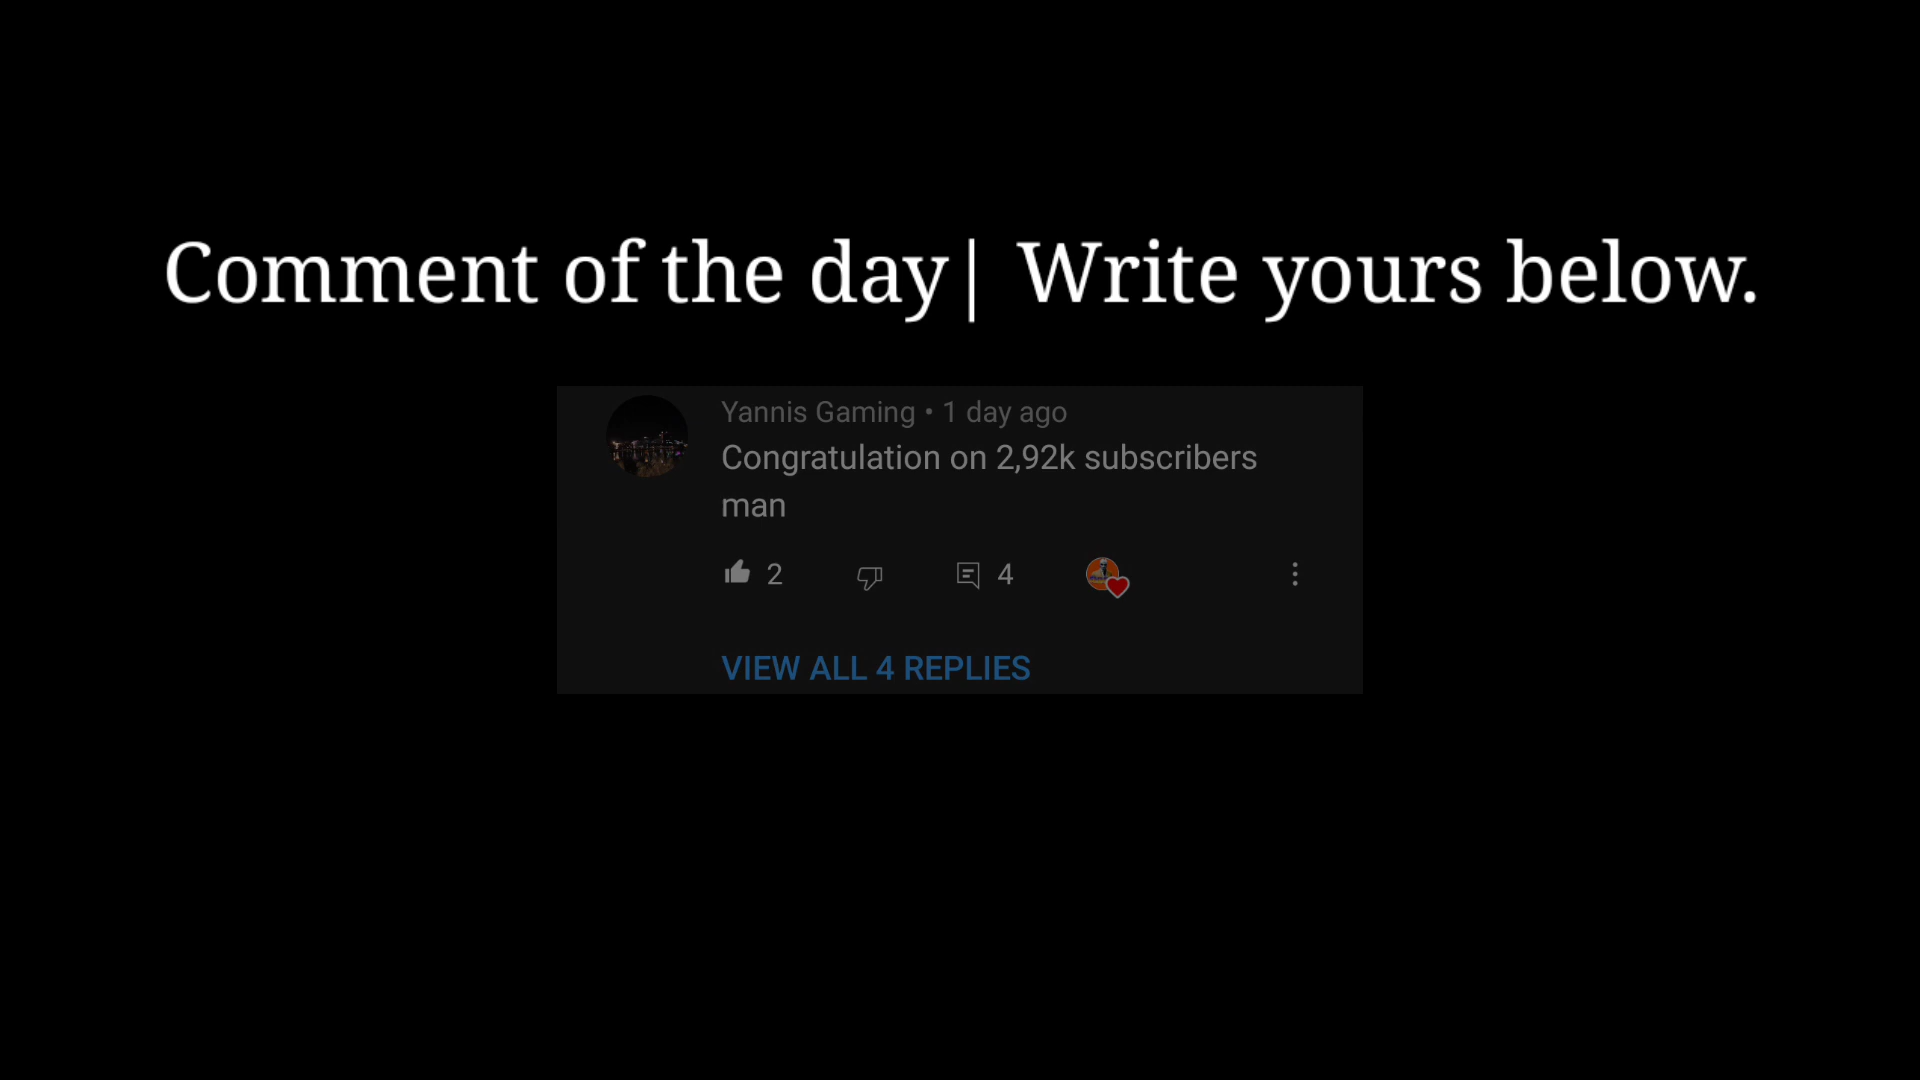 Comment of the day| Write yours below.
Yannis Gaming • 1 day ago
Congratulation on 2,92k subscribers
man
2 4
VIEW ALL 4 REPLIES